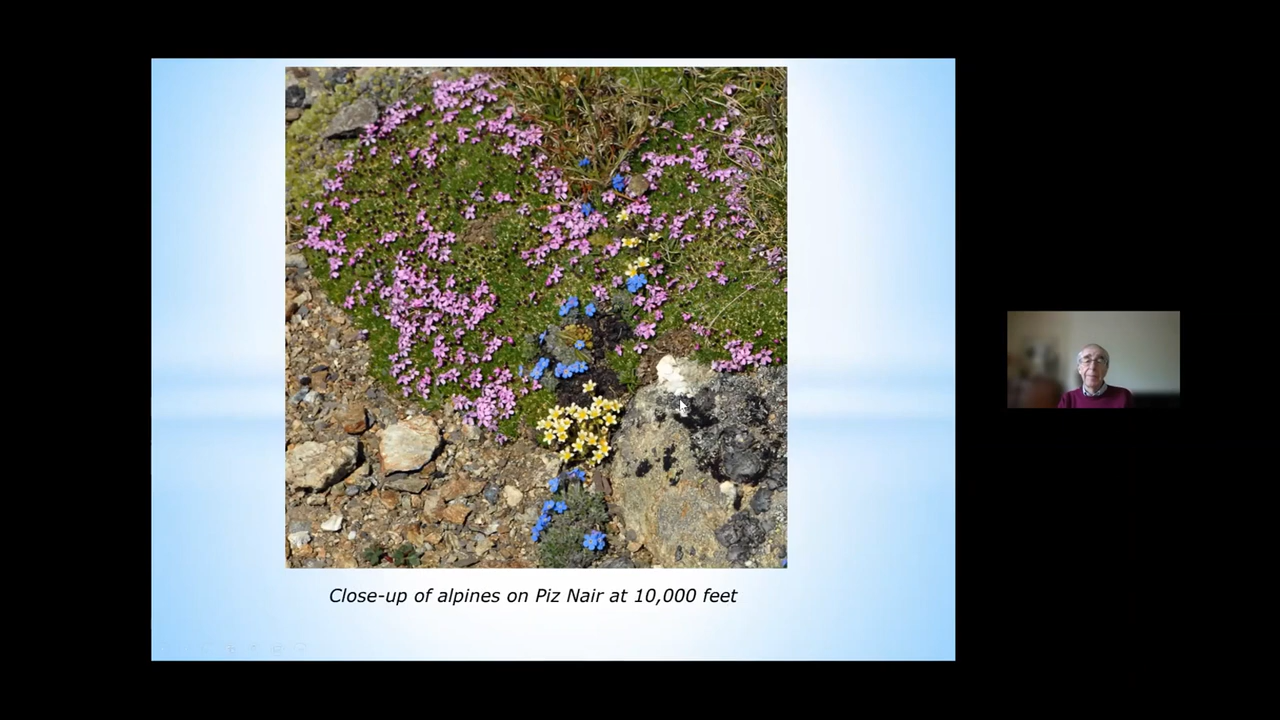 Close-up of alpines on Piz Nair at 10,000 feet